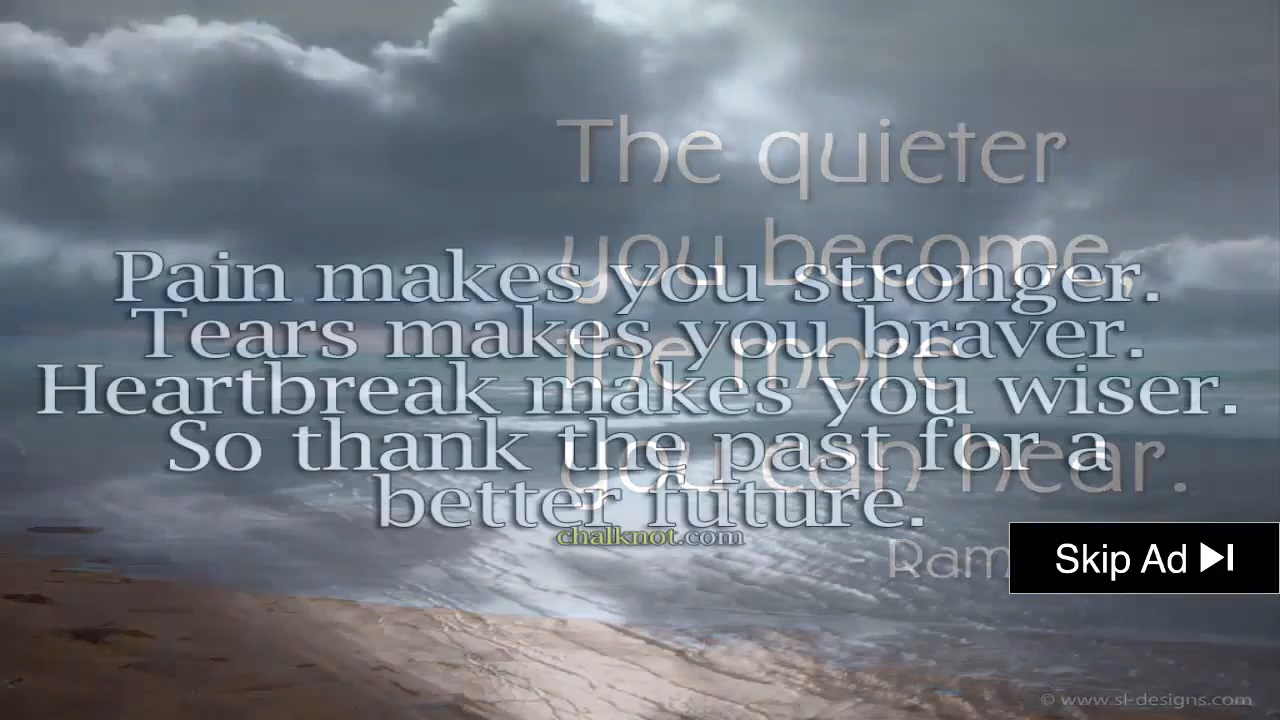 The quieter
you become,
the more
you can hear.
Ram
Pain makes you stronger.
Tears makes you braver.
Heartbreak makes you wiser.
So thank the past for a
better future.
chalknot.com
Skip Ad
© www.sl-designs.com